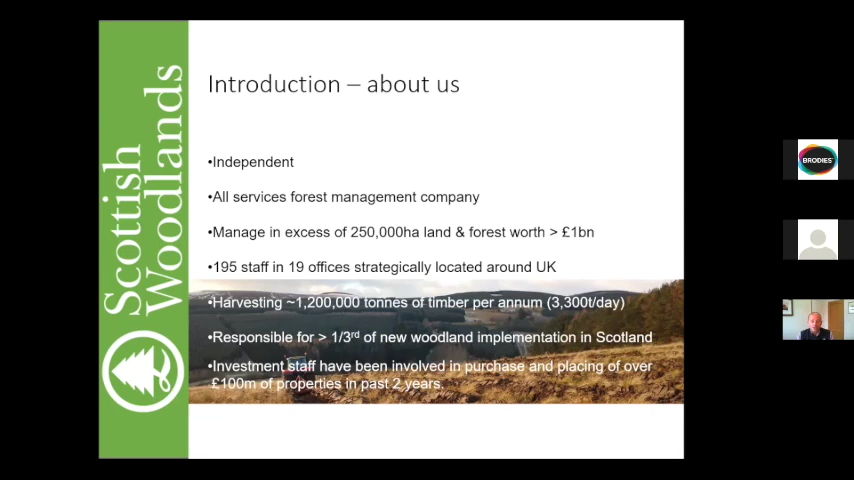 Scottish
Woodlands
Introduction – about us
•Independent
•All services forest management company
•Manage in excess of 250,000ha land & forest worth > £1bn
•195 staff in 19 offices strategically located around UK
•Harvesting ~1,200,000 tonnes of timber per annum (3,300t/day)
•Responsible for > 1/3rd of new woodland implementation in Scotland
•Investment staff have been involved in purchase and placing of over
£100m of properties in past 2 years.
BRODIES